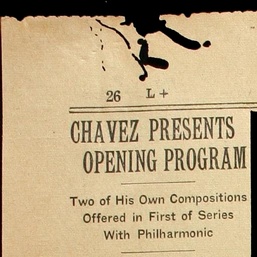 26 L+
CHAVEZ PRESENTS
OPENING PROGRAM
Two of His Own Compositions
Offered in First of Series
With Philharmonic